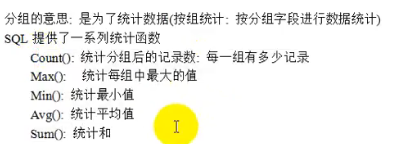 分组的意思: 是为了统计数据(按组统计: 按分组字段进行数据统计)
SQL 提供了一系列统计函数
Count(): 统计分组后的记录数: 每一组有多少记录
Max(): 统计每组中最大的值
Min(): 统计最小值
Avg(): 统计平均值
Sum(): 统计和